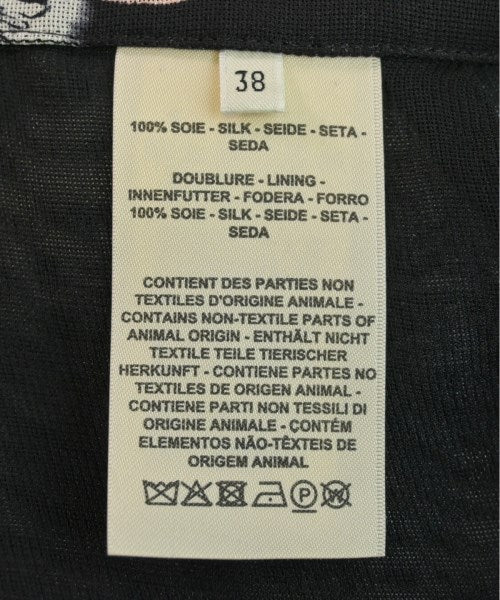 38
100% SOIE - SILK - SEIDE - SETA -
SEDA
DOUBLURE - LINING -
INNENFUTTER - FODERA - FORRO
100% SOIE - SILK - SEIDE - SETA -
SEDA
CONTIENT DES PARTIES NON
TEXTILES D'ORIGINE ANIMALE -
CONTAINS NON-TEXTILE PARTS OF
ANIMAL ORIGIN - ENTHÄLT NICHT
TEXTILE TEILE TIERISCHER
HERKUNFT - CONTIENE PARTES NO
TEXTILES DE ORIGEN ANIMAL -
CONTIENE PARTI NON TESSILI DI
ORIGINE ANIMALE - CONTÉM
ELEMENTOS NÃO-TÊXTEIS DE
ORIGEM ANIMAL
P W